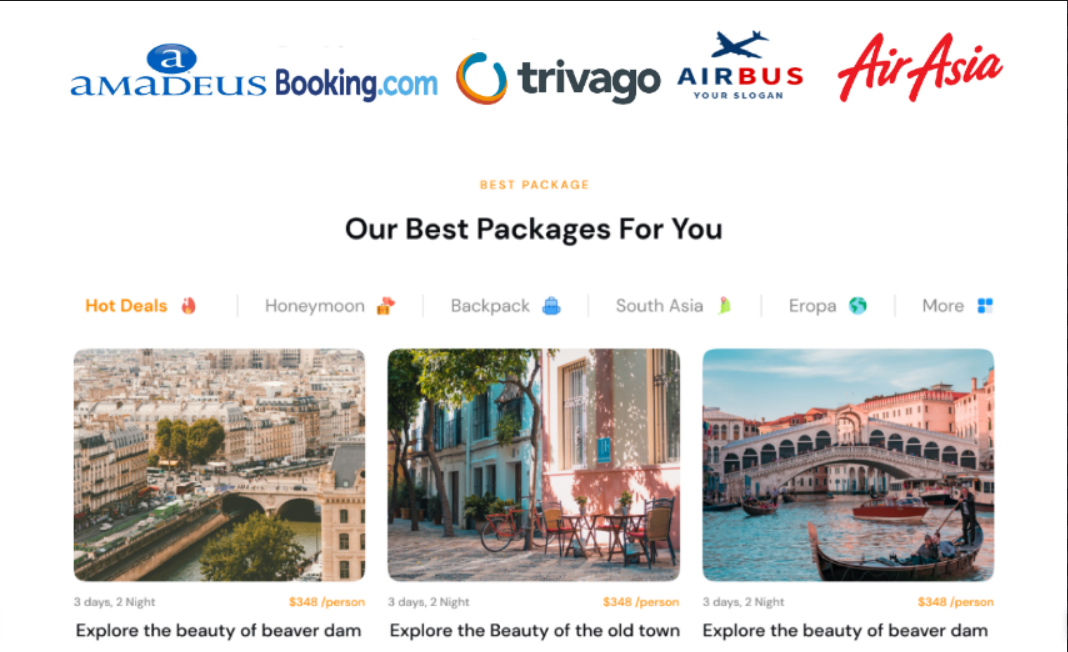 a
amadeus Booking.com trivago AIRBUS AirAsia
YOUR SLOGAN
BEST PACKAGE
Our Best Packages For You
Hot Deals Honeymoon Backpack South Asia Eropa More
3 days, 2 Night $348 /person 3 days, 2 Night $348 /person 3 days, 2 Night $348 /person
Explore the beauty of beaver dam Explore the Beauty of the old town Explore the beauty of beaver dam